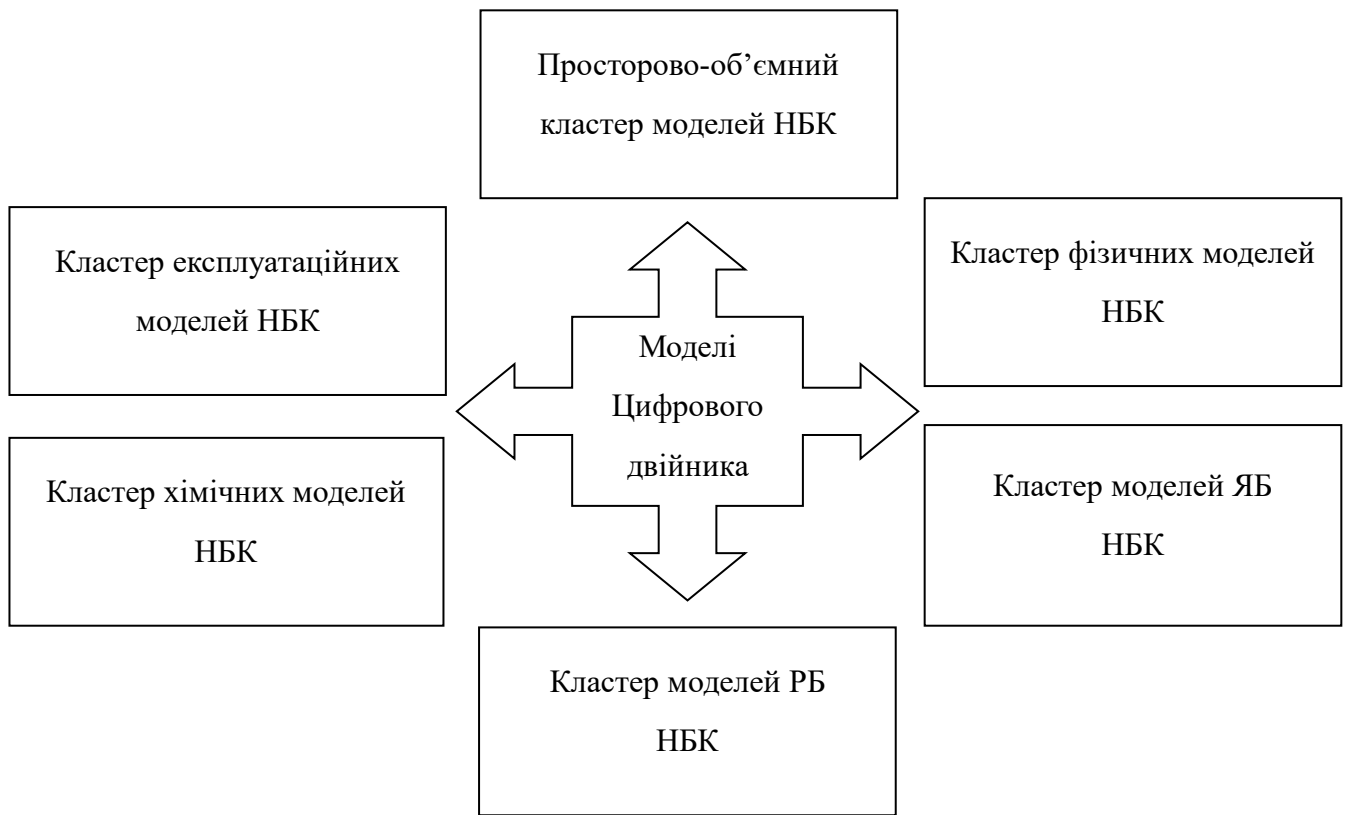 Просторово-об’ємний
кластер моделей НБК
Кластер експлуатаційних
моделей НБК
Кластер фізичних моделей
НБК
Моделі
Цифрового
двійника
Кластер хімічних моделей
НБК
Кластер моделей ЯБ
НБК
Кластер моделей РБ
НБК